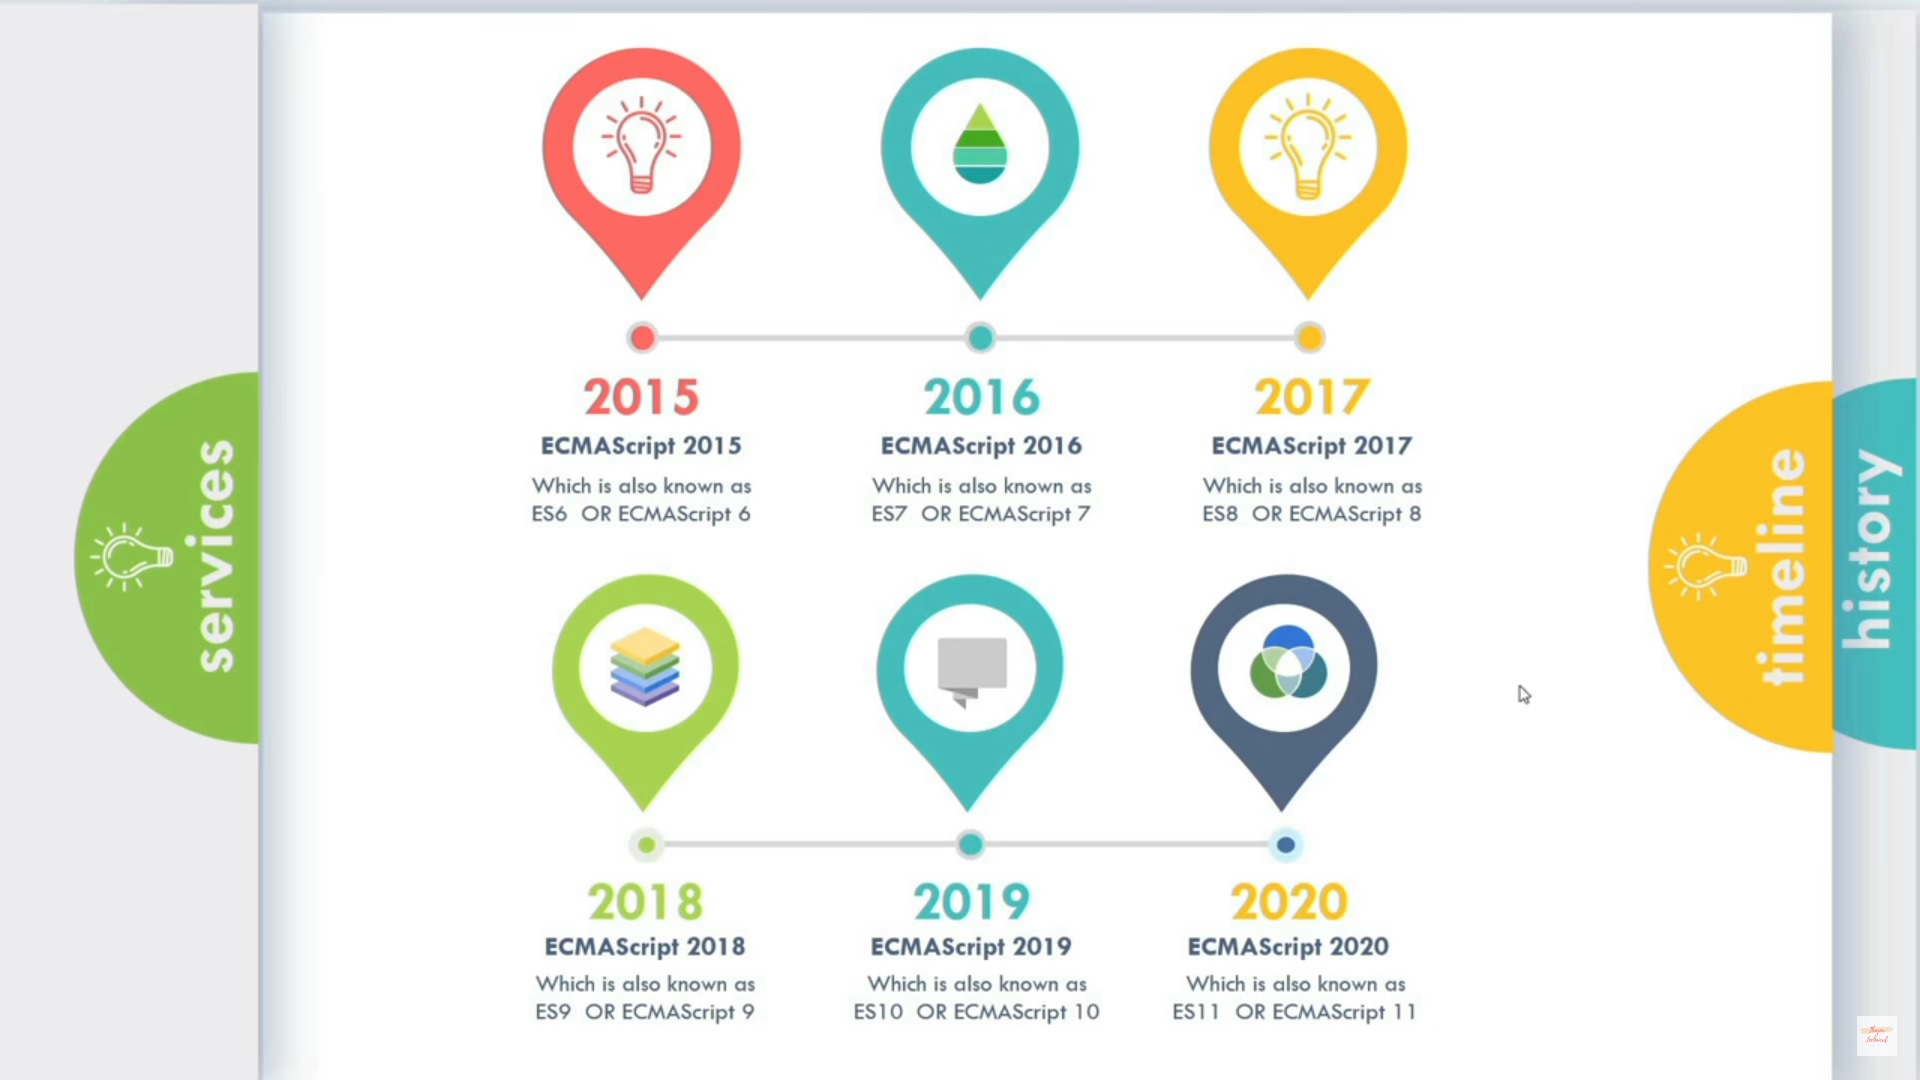 services
2015
ECMAScript 2015
Which is also known as
ES6 OR ECMAScript 6
2016
ECMAScript 2016
Which is also known as
ES7 OR ECMAScript 7
2017
ECMAScript 2017
Which is also known as
ES8 OR ECMAScript 8
2018
ECMAScript 2018
Which is also known as
ES9 OR ECMAScript 9
2019
ECMAScript 2019
Which is also known as
ES10 OR ECMAScript 10
2020
ECMAScript 2020
Which is also known as
ES11 OR ECMAScript 11
timeline
history